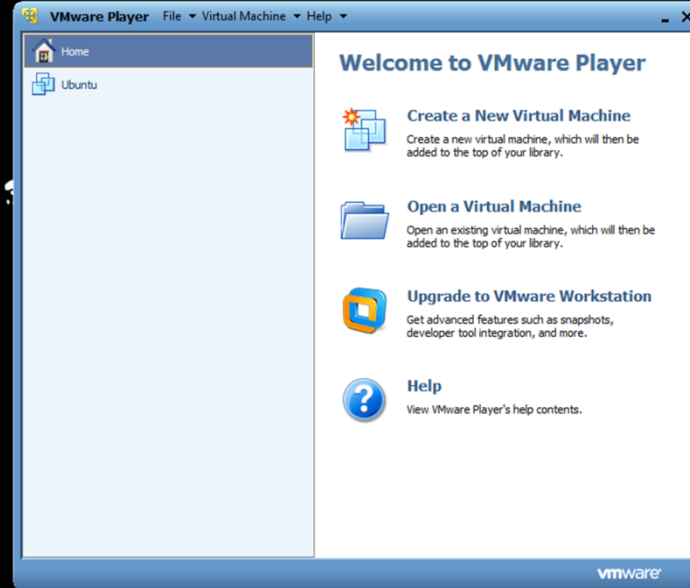 VMware Player File Virtual Machine Help
Home
Ubuntu
Welcome to VMware Player
Create a New Virtual Machine
Create a new virtual machine, which will then be
added to the top of your library.
Open a Virtual Machine
Open an existing virtual machine, which will then be
added to the top of your library.
Upgrade to VMware Workstation
Get advanced features such as snapshots,
developer tool integration, and more.
Help
View VMware Player's help contents.
vmware